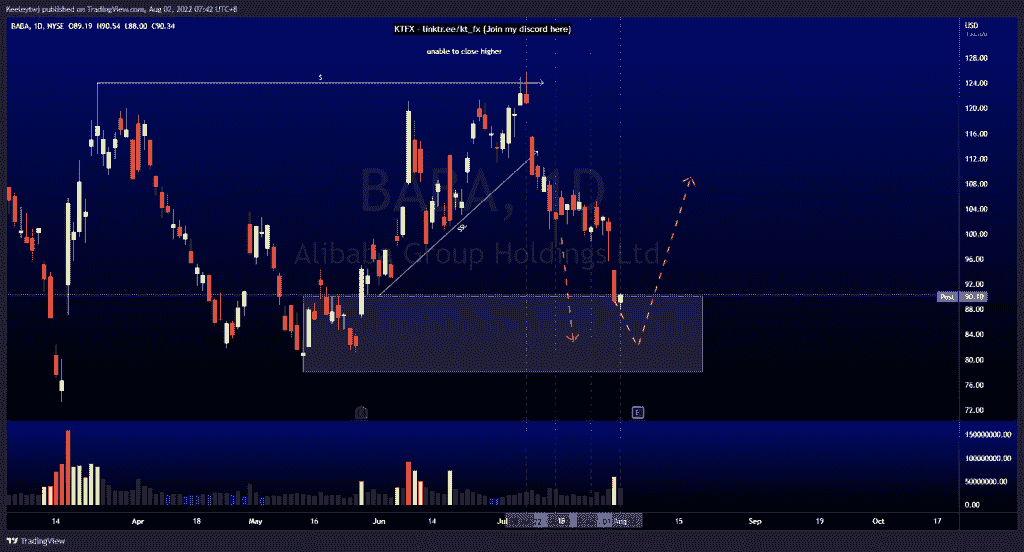 Keeleytwj published on TradingView.com, Aug 02, 2022 07:42 UTC+8
BABA, 1D, NYSE O89.19 H90.54 L88.00 C90.34
KTFX - linktr.ee/kt_fx (Join my discord here)
USD
unable to close higher
128.00
$
124.00
120.00
116.00
112.00
108.00
BABA, 1D
104.00
$$
100.00
Alibaba Group Holdings Ltd.
96.00
92.00
Post 90.10
88.00
84.00
80.00
76.00
E
72.00
150000000.00
100000000.00
50000000.00
0.00
14 Apr 18 May 16 Jun 14 Jul 22 18 01 Aug 15 Sep 19 Oct 17
TradingView